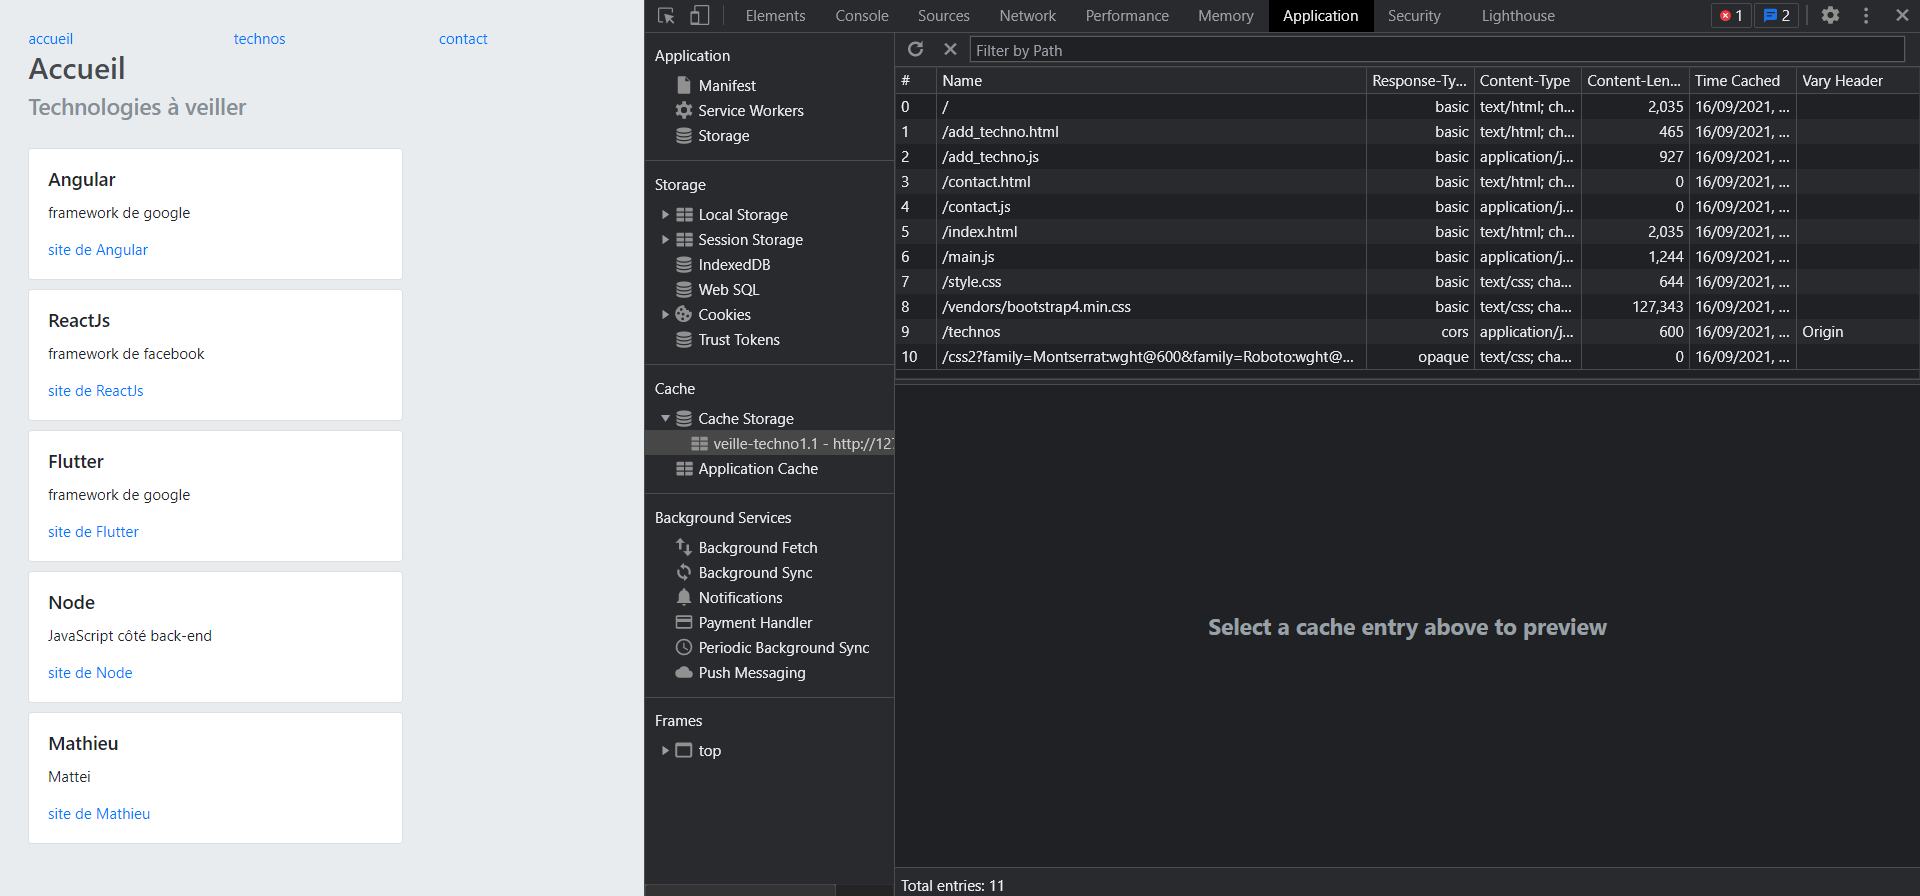 accueil technos contact
Accueil
Technologies à veiller
Angular
framework de google
site de Angular
ReactJs
framework de facebook
site de ReactJs
Flutter
framework de google
site de Flutter
Node
JavaScript côté back-end
site de Node
Mathieu
Mattei
site de Mathieu
Elements Console Sources Network Performance Memory Application Security Lighthouse 1 2
Application
Manifest
Service Workers
Storage
Storage
Local Storage
Session Storage
IndexedDB
Web SQL
Cookies
Trust Tokens
Cache
Cache Storage
veille-techno1.1 - http://127
Application Cache
Background Services
Background Fetch
Background Sync
Notifications
Payment Handler
Periodic Background Sync
Push Messaging
Frames
top
Filter by Path
# Name Response-Ty... Content-Type Content-Len... Time Cached Vary Header
0 / basic text/html; ch... 2,035 16/09/2021, ...
1 /add_techno.html basic text/html; ch... 465 16/09/2021, ...
2 /add_techno.js basic application/j... 927 16/09/2021, ...
3 /contact.html basic text/html; ch... 0 16/09/2021, ...
4 /contact.js basic application/j... 0 16/09/2021, ...
5 /index.html basic text/html; ch... 2,035 16/09/2021, ...
6 /main.js basic application/j... 1,244 16/09/2021, ...
7 /style.css basic text/css; cha... 644 16/09/2021, ...
8 /vendors/bootstrap4.min.css basic text/css; cha... 127,343 16/09/2021, ...
9 /technos cors application/j... 600 16/09/2021, ... Origin
10 /css2?family=Montserrat:wght@600&family=Roboto:wght@... opaque text/css; cha... 0 16/09/2021, ...
Select a cache entry above to preview
Total entries: 11